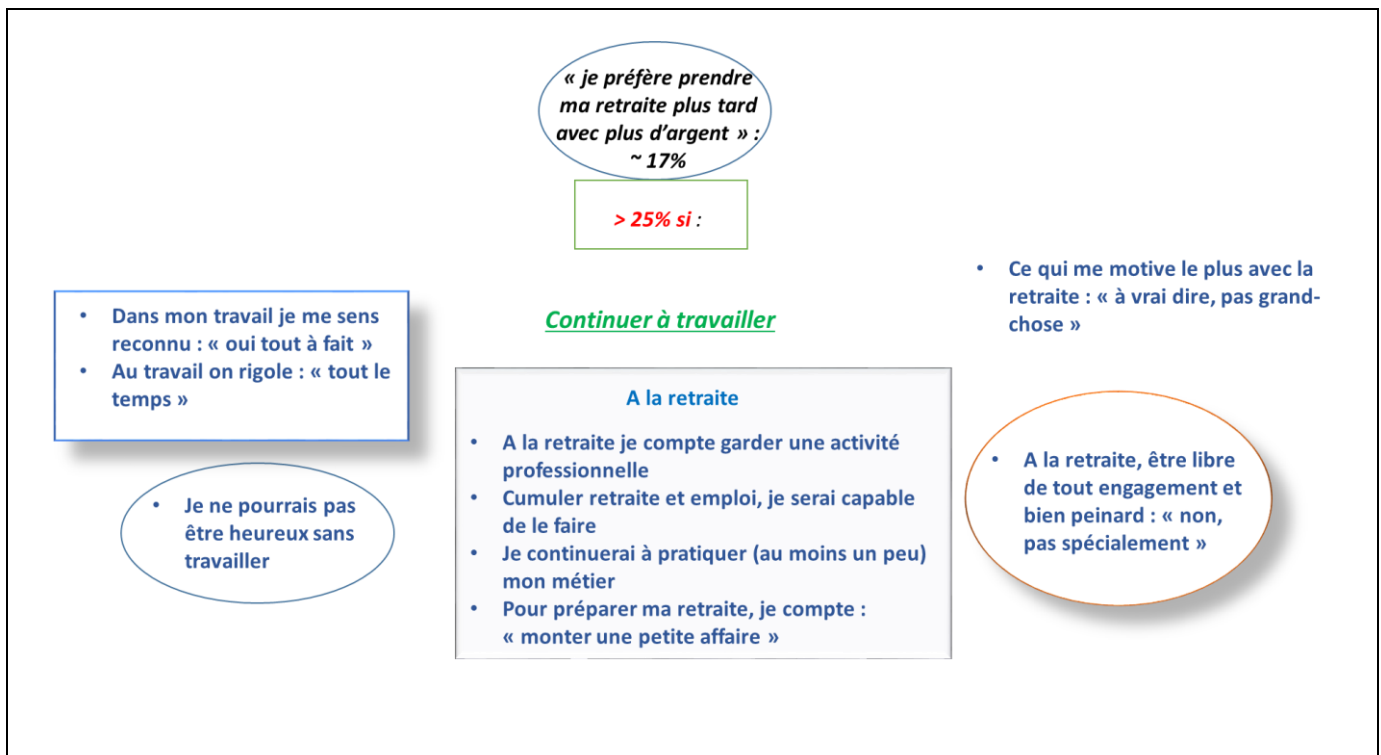 « je préfère prendre
ma retraite plus tard
avec plus d’argent » :
~ 17%
> 25% si :
• Ce qui me motive le plus avec la
retraite : « à vrai dire, pas grand-
chose »
• Dans mon travail je me sens
reconnu : « oui tout à fait »
• Au travail on rigole : « tout le
temps »
Continuer à travailler
A la retraite
• A la retraite je compte garder une activité
professionnelle
• Cumuler retraite et emploi, je serai capable
de le faire
• Je continuerai à pratiquer (au moins un peu)
mon métier
• Pour préparer ma retraite, je compte :
« monter une petite affaire »
• Je ne pourrais pas
être heureux sans
travailler
• A la retraite, être libre
de tout engagement et
bien peinard : « non,
pas spécialement »